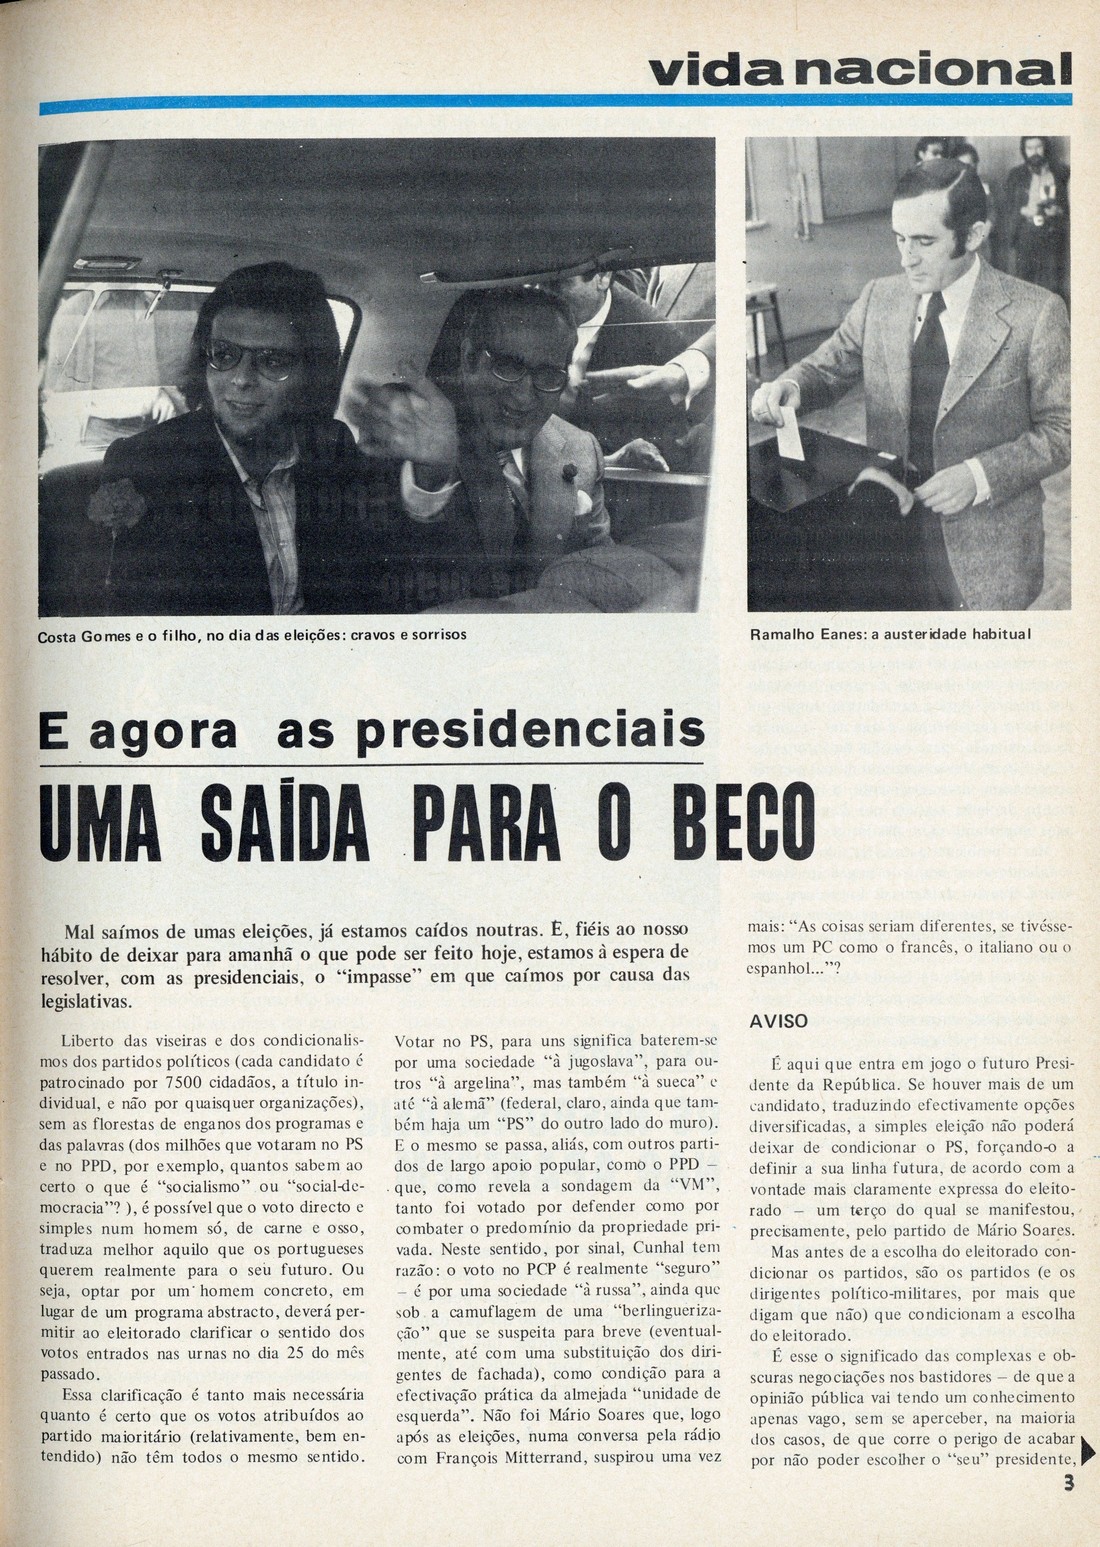 vida nacional
Costa Gomes e o filho, no dia das eleições: cravos e sorrisos
Ramalho Eanes: a austeridade habitual
E agora as presidenciais
UMA SAÍDA PARA O BECO
Mal saímos de umas eleições, já estamos caídos noutras. E, fiéis ao nosso
hábito de deixar para amanhã o que pode ser feito hoje, estamos à espera de
resolver, com as presidenciais, o “impasse” em que caímos por causa das
legislativas.
Liberto das viseiras e dos condicionalis-
mos dos partidos políticos (cada candidato é
patrocinado por 7500 cidadãos, a título in-
dividual, e não por quaisquer organizações),
sem as florestas de enganos dos programas e
das palavras (dos milhões que votaram no PS
e no PPD, por exemplo, quantos sabem ao
certo o que é “socialismo” ou “social-de-
mocracia”? ), é possível que o voto directo e
simples num homem só, de carne e osso,
traduza melhor aquilo que os portugueses
querem realmente para o seu futuro. Ou
seja, optar por um homem concreto, em
lugar de um programa abstracto, deverá per-
mitir ao eleitorado clarificar o sentido dos
votos entrados nas urnas no dia 25 do mês
passado.
Essa clarificação é tanto mais necessária
quanto é certo que os votos atribuídos ao
partido maioritário (relativamente, bem en-
tendido) não têm todos o mesmo sentido.
Votar no PS, para uns significa baterem-se
por uma sociedade “à jugoslava”, para ou-
tros “à argelina”, mas também “à sueca” e
até “à alemã” (federal, claro, ainda que tam-
bém haja um “PS” do outro lado do muro).
E o mesmo se passa, aliás, com outros parti-
dos de largo apoio popular, como o PPD –
que, como revela a sondagem da “VM”,
tanto foi votado por defender como por
combater o predomínio da propriedade pri-
vada. Neste sentido, por sinal, Cunhal tem
razão: o voto no PCP é realmente “seguro”
– é por uma sociedade “à russa”, ainda que
sob a camuflagem de uma “berlingueriza-
ção” que se suspeita para breve (eventual-
mente, até com uma substituição dos diri-
gentes de fachada), como condição para a
efectivação prática da almejada “unidade de
esquerda”. Não foi Mário Soares que, logo
após as eleições, numa conversa pela rádio
com François Mitterrand, suspirou uma vez
mais: “As coisas seriam diferentes, se tivésse-
mos um PC como o francês, o italiano ou o
espanhol...”?
AVISO
É aqui que entra em jogo o futuro Presi-
dente da República. Se houver mais de um
candidato, traduzindo efectivamente opções
diversificadas, a simples eleição não poderá
deixar de condicionar o PS, forçando-o a
definir a sua linha futura, de acordo com a
vontade mais claramente expressa do eleito-
rado – um terço do qual se manifestou,
precisamente, pelo partido de Mário Soares.
Mas antes de a escolha do eleitorado con-
dicionar os partidos, são os partidos (e os
dirigentes político-militares, por mais que
digam que não) que condicionam a escolha
do eleitorado.
É esse o significado das complexas e ob-
scuras negociações nos bastidores – de que a
opinião pública vai tendo um conhecimento
apenas vago, sem se aperceber, na maioria
dos casos, de que corre o perigo de acabar
por não poder escolher o “seu” presidente,
3